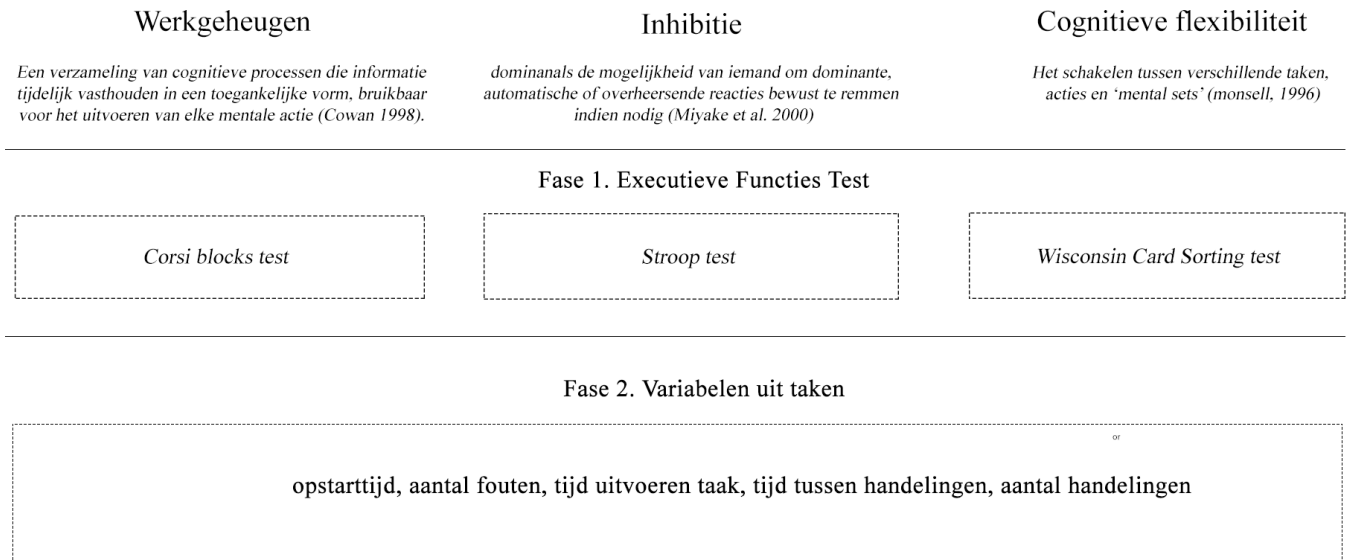 Werkgeheugen
Een verzameling van cognitieve processen die informatie
tijdelijk vasthouden in een toegankelijke vorm, bruikbaar
voor het uitvoeren van elke mentale actie (Cowan 1998).
Inhibitie
dominanals de mogelijkheid van iemand om dominante,
automatische of overheersende reacties bewust te remmen
indien nodig (Miyake et al. 2000)
Cognitieve flexibiliteit
Het schakelen tussen verschillende taken,
acties en ‘mental sets’ (monsell, 1996)
Fase 1. Executieve Functies Test
Corsi blocks test
Stroop test
Wisconsin Card Sorting test
Fase 2. Variabelen uit taken
or
opstarttijd, aantal fouten, tijd uitvoeren taak, tijd tussen handelingen, aantal handelingen